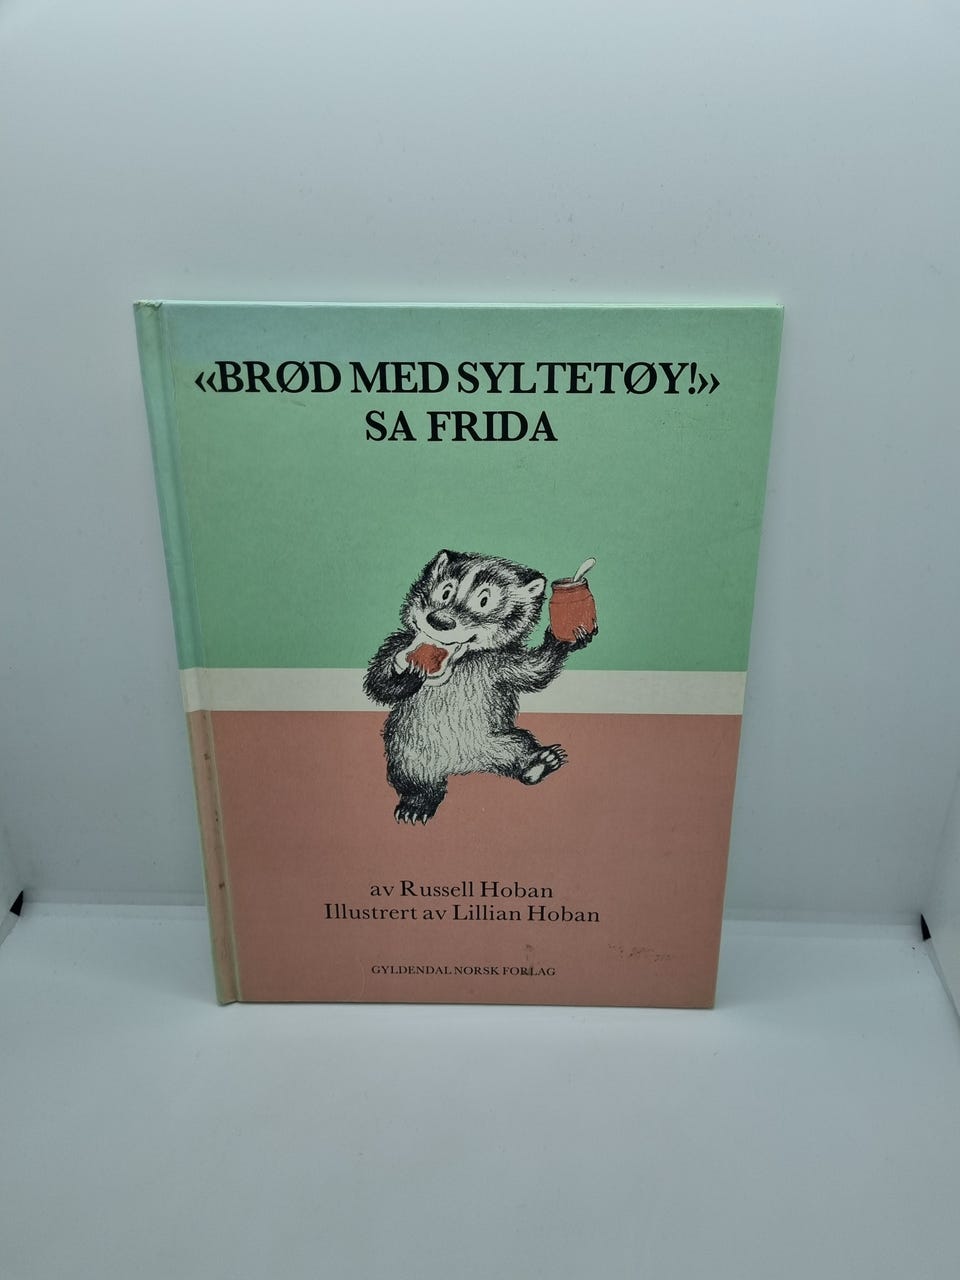 «BRØD MED SYLTETØY!»
SA FRIDA
av Russell Hoban
Illustrert av Lillian Hoban
GYLDENDAL NORSK FORLAG